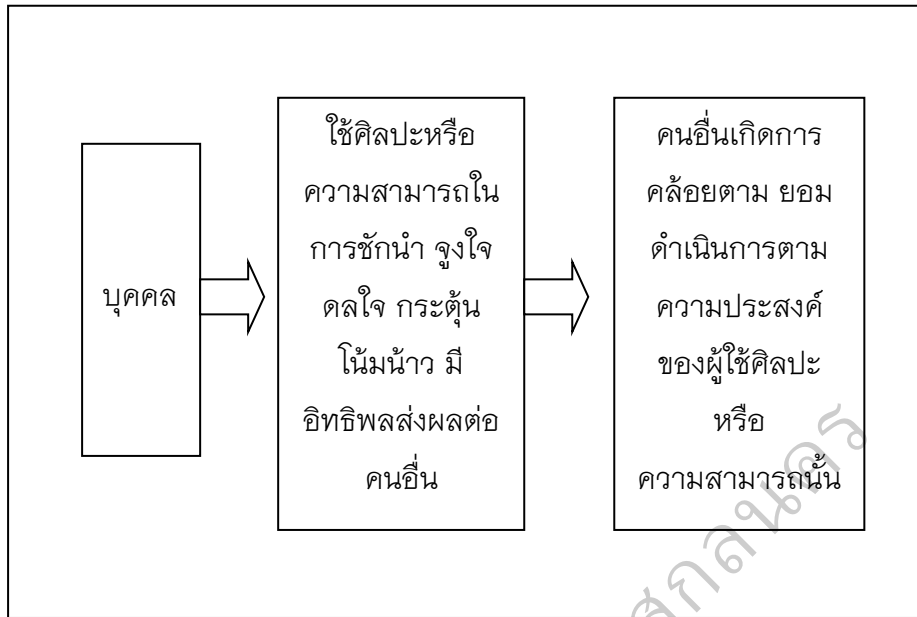 บุคคล
ใช้ศิลปะหรือ
ความสามารถใน
การชักนำ จูงใจ
ดลใจ กระตุ้น
โน้มน้าว มี
อิทธิพลส่งผลต่อ
คนอื่น
คนอื่นเกิดการ
คล้อยตาม ยอม
ดำเนินการตาม
ความประสงค์
ของผู้ใช้ศิลปะ
หรือ
ความสามารถนั้น
สกลนคร